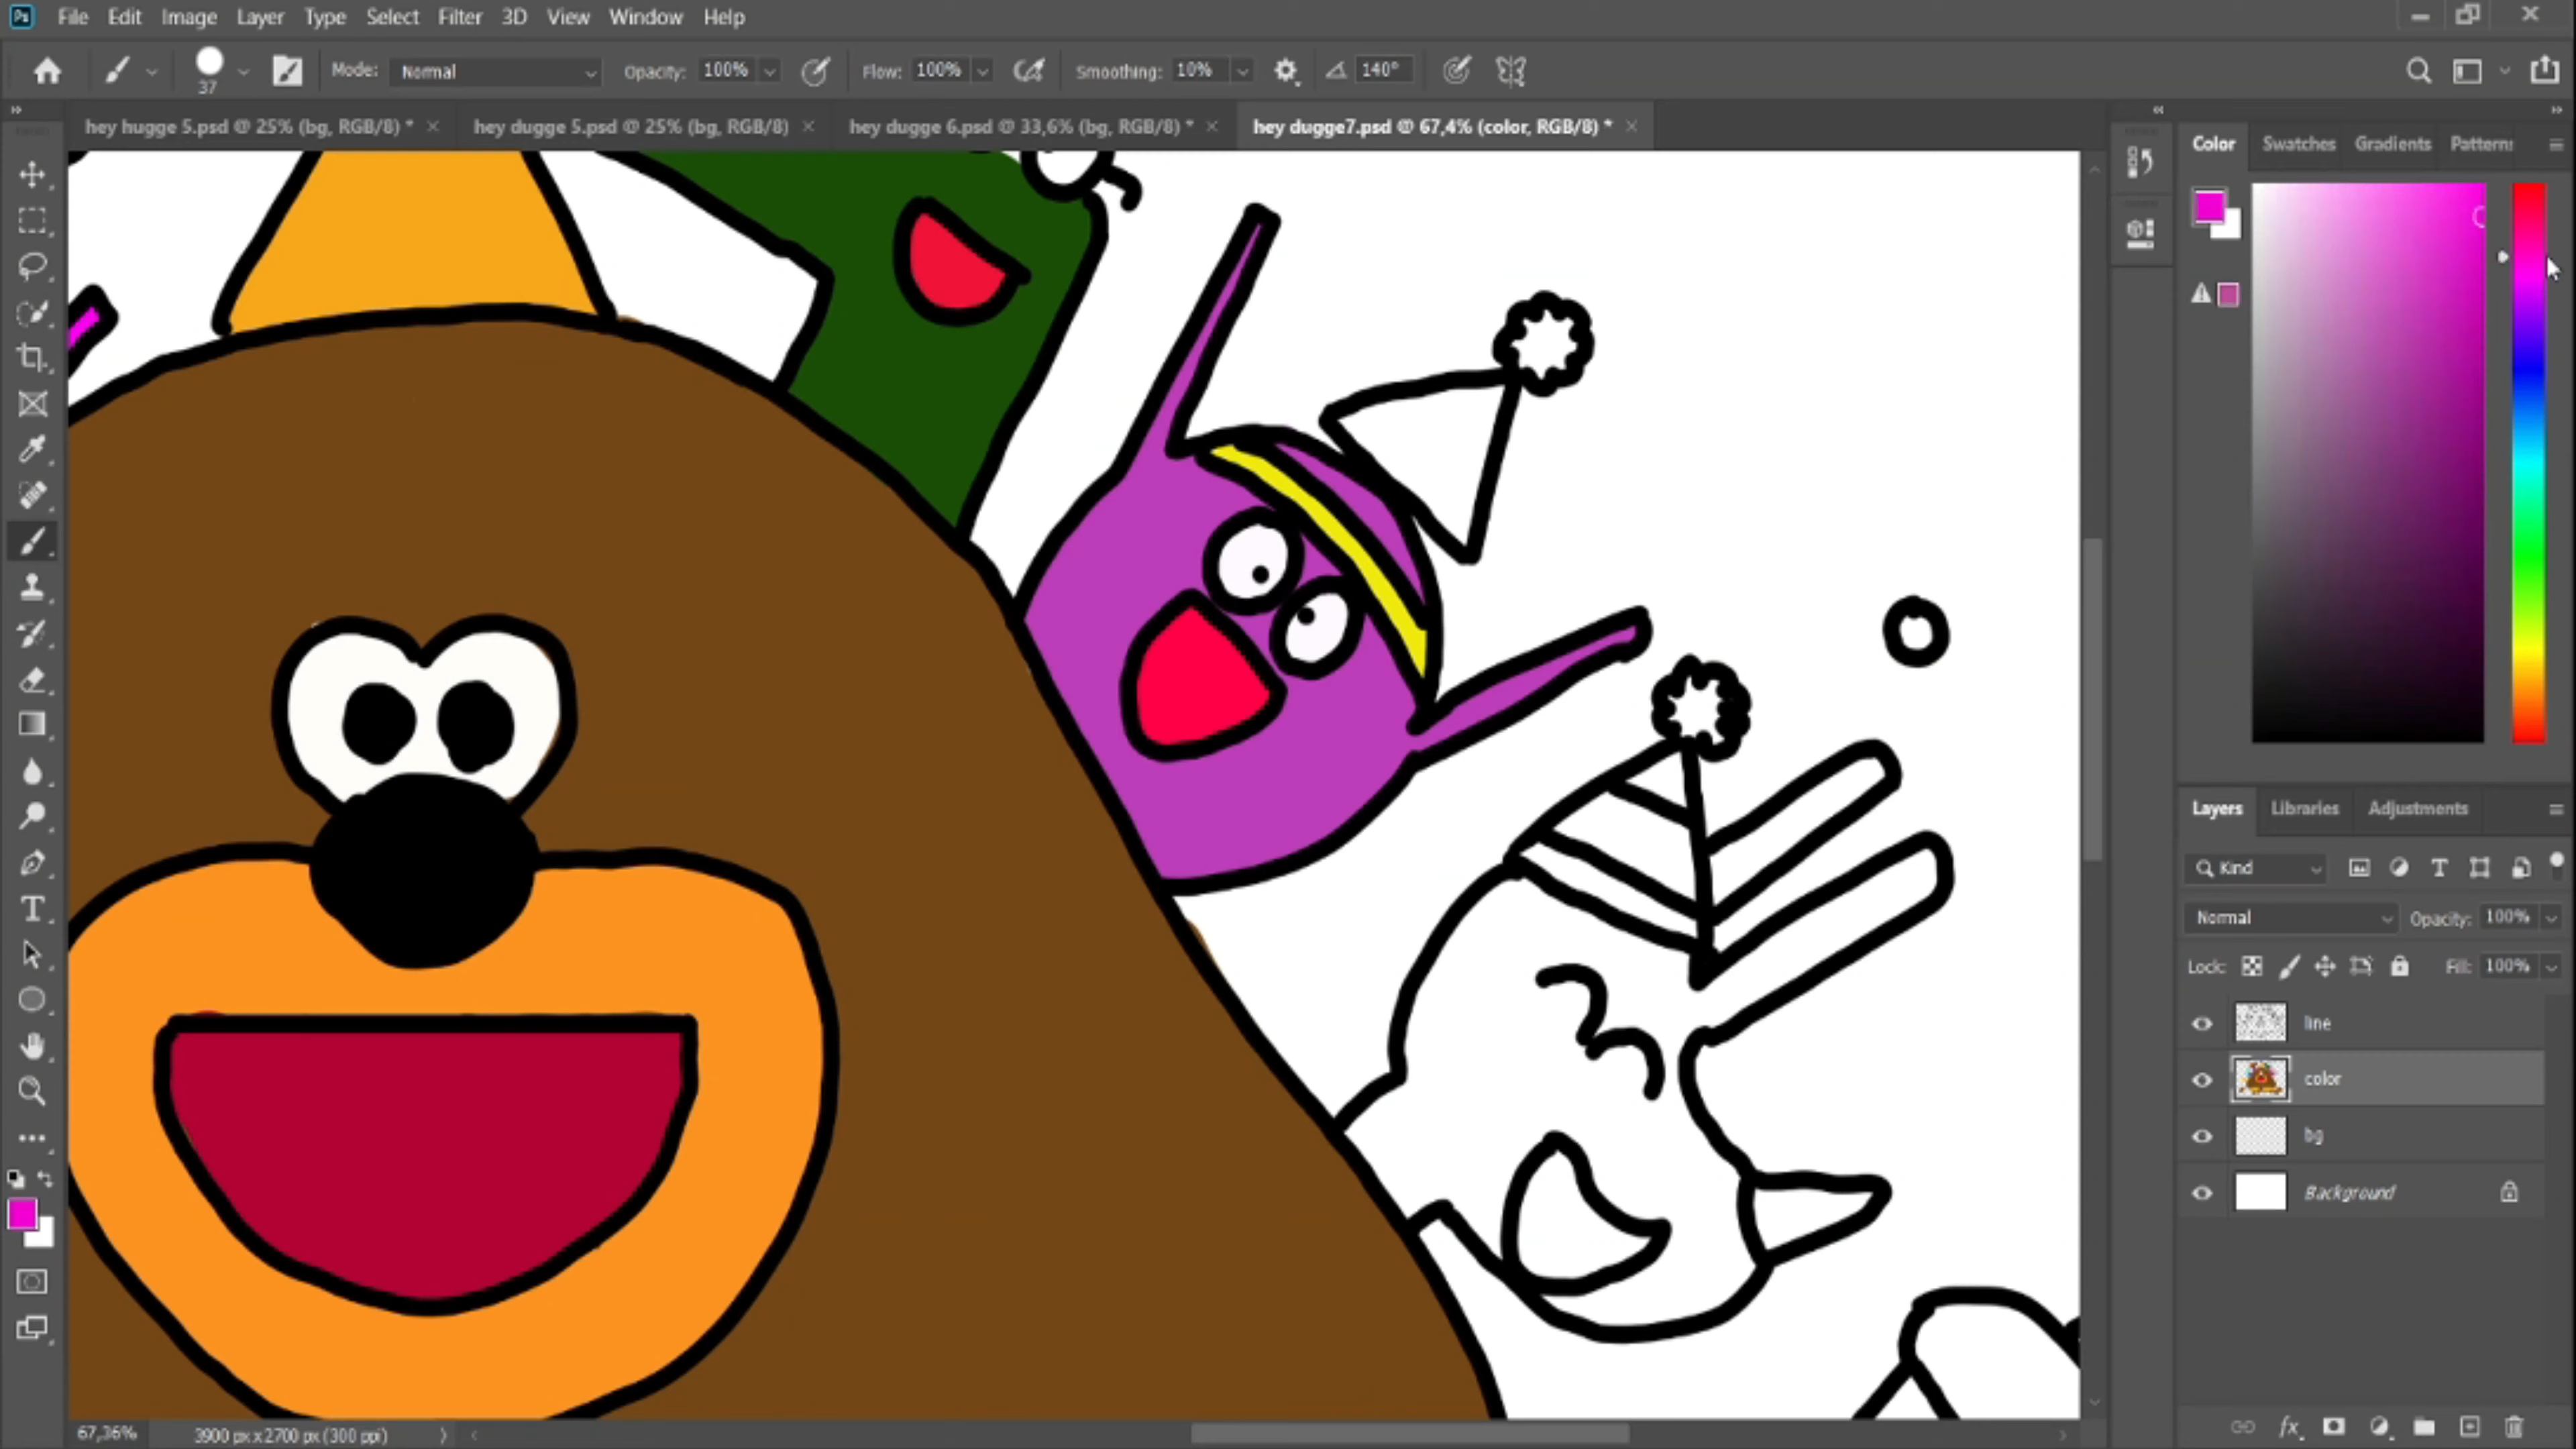 Ps File Edit Image Layer Type Select Filter 3D View Window Help
37 Mode: Normal Opacity: 100% Flow: 100% Smoothing: 10% 140°
hey hugge 5.psd @ 25% (bg, RGB/8) * hey dugge 5.psd @ 25% (bg, RGB/8) hey dugge 6.psd @ 33,6% (bg, RGB/8) * hey dugge7.psd @ 67,4% (color, RGB/8) *
Color Swatches Gradients Patterns
Layers Libraries Adjustments
Kind
Normal Opacity: 100%
Lock: Fill: 100%
line
color
bg
Background
67,36% 3900 px x 2700 px (300 ppi)